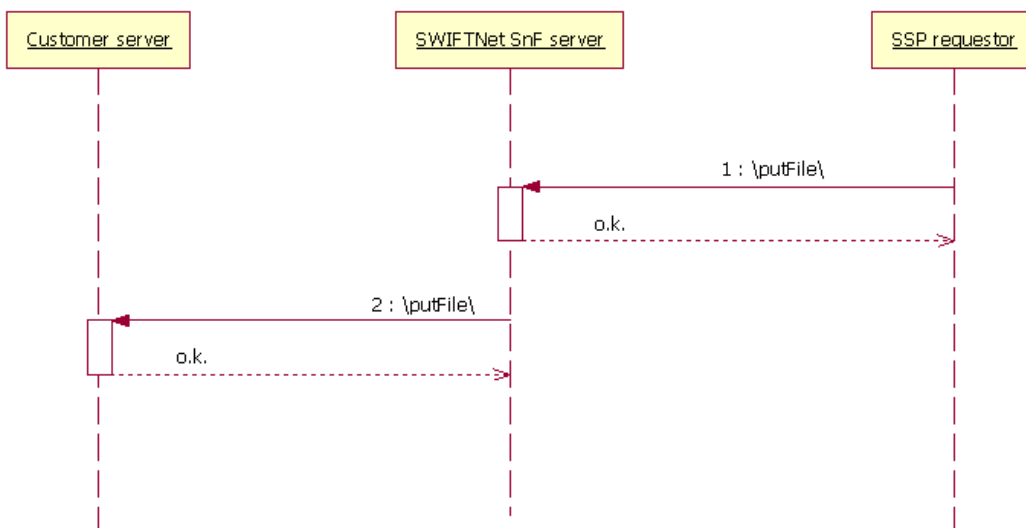 Customer server
SWIFTNet SnF server
SSP requestor
1 : \putFile\
o.k.
2 : \putFile\
o.k.